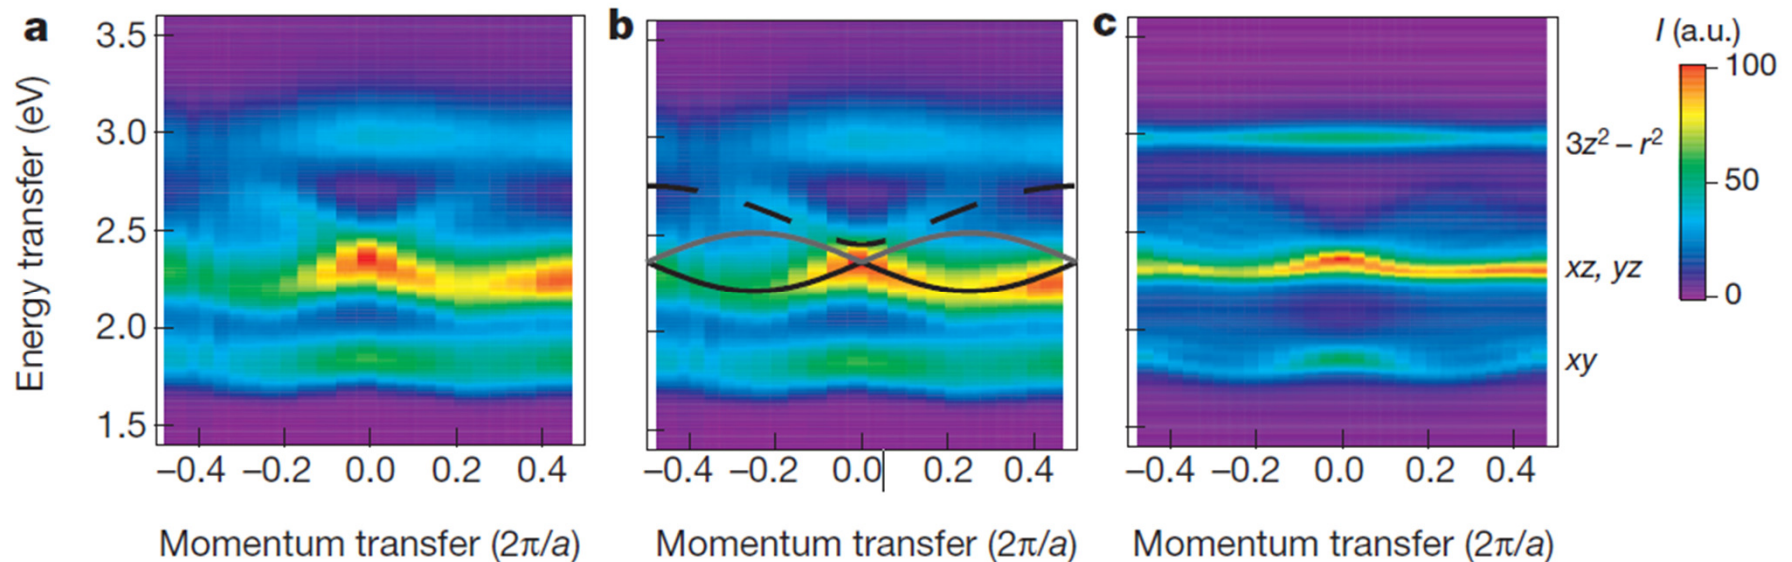 a
3.5
3.0
2.5
2.0
1.5
Energy transfer (eV)
−0.4 −0.2 0.0 0.2 0.4
Momentum transfer (2π/a)
b
−0.4 −0.2 0.0 0.2 0.4
Momentum transfer (2π/a)
c
−0.4 −0.2 0.0 0.2 0.4
Momentum transfer (2π/a)
3z² – r²
xz, yz
xy
I (a.u.)
100
50
0